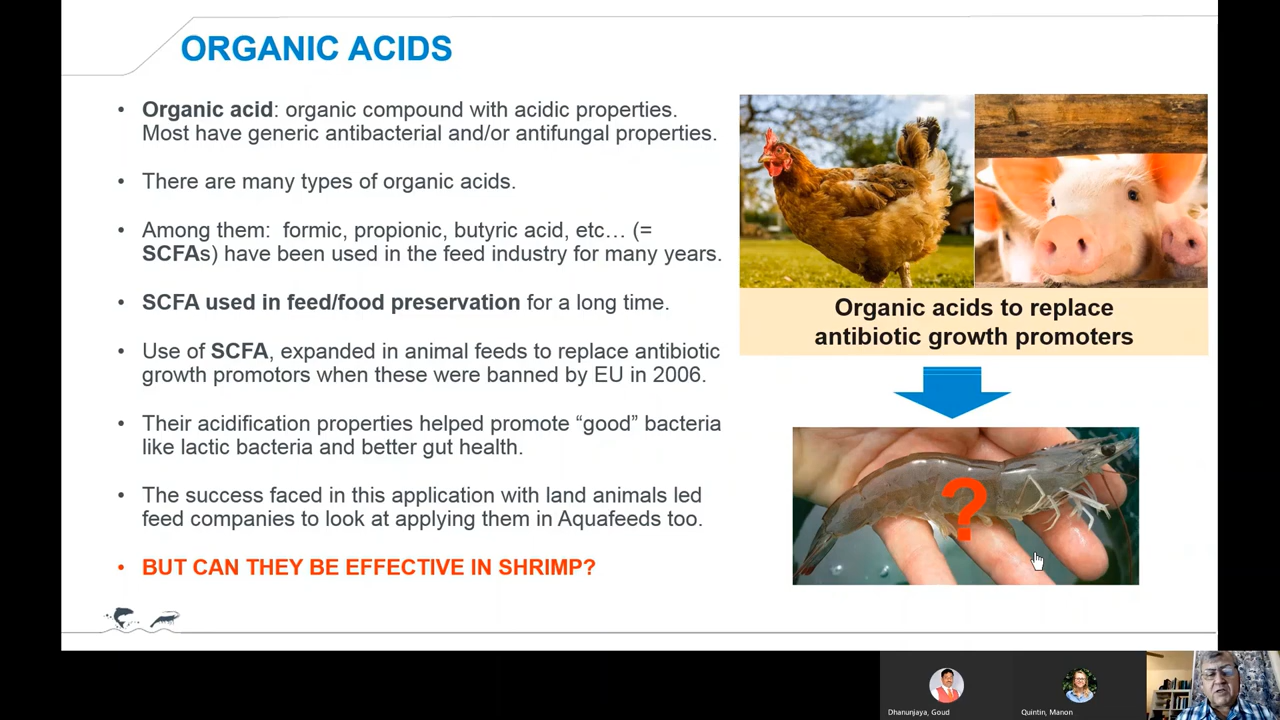 ORGANIC ACIDS
• Organic acid: organic compound with acidic properties.
Most have generic antibacterial and/or antifungal properties.
• There are many types of organic acids.
• Among them: formic, propionic, butyric acid, etc… (=
SCFAs) have been used in the feed industry for many years.
• SCFA used in feed/food preservation for a long time.
• Use of SCFA, expanded in animal feeds to replace antibiotic
growth promotors when these were banned by EU in 2006.
• Their acidification properties helped promote “good” bacteria
like lactic bacteria and better gut health.
• The success faced in this application with land animals led
feed companies to look at applying them in Aquafeeds too.
• BUT CAN THEY BE EFFECTIVE IN SHRIMP?
Organic acids to replace
antibiotic growth promoters
?
Dhanunjaya, Goud
Quintin, Manon